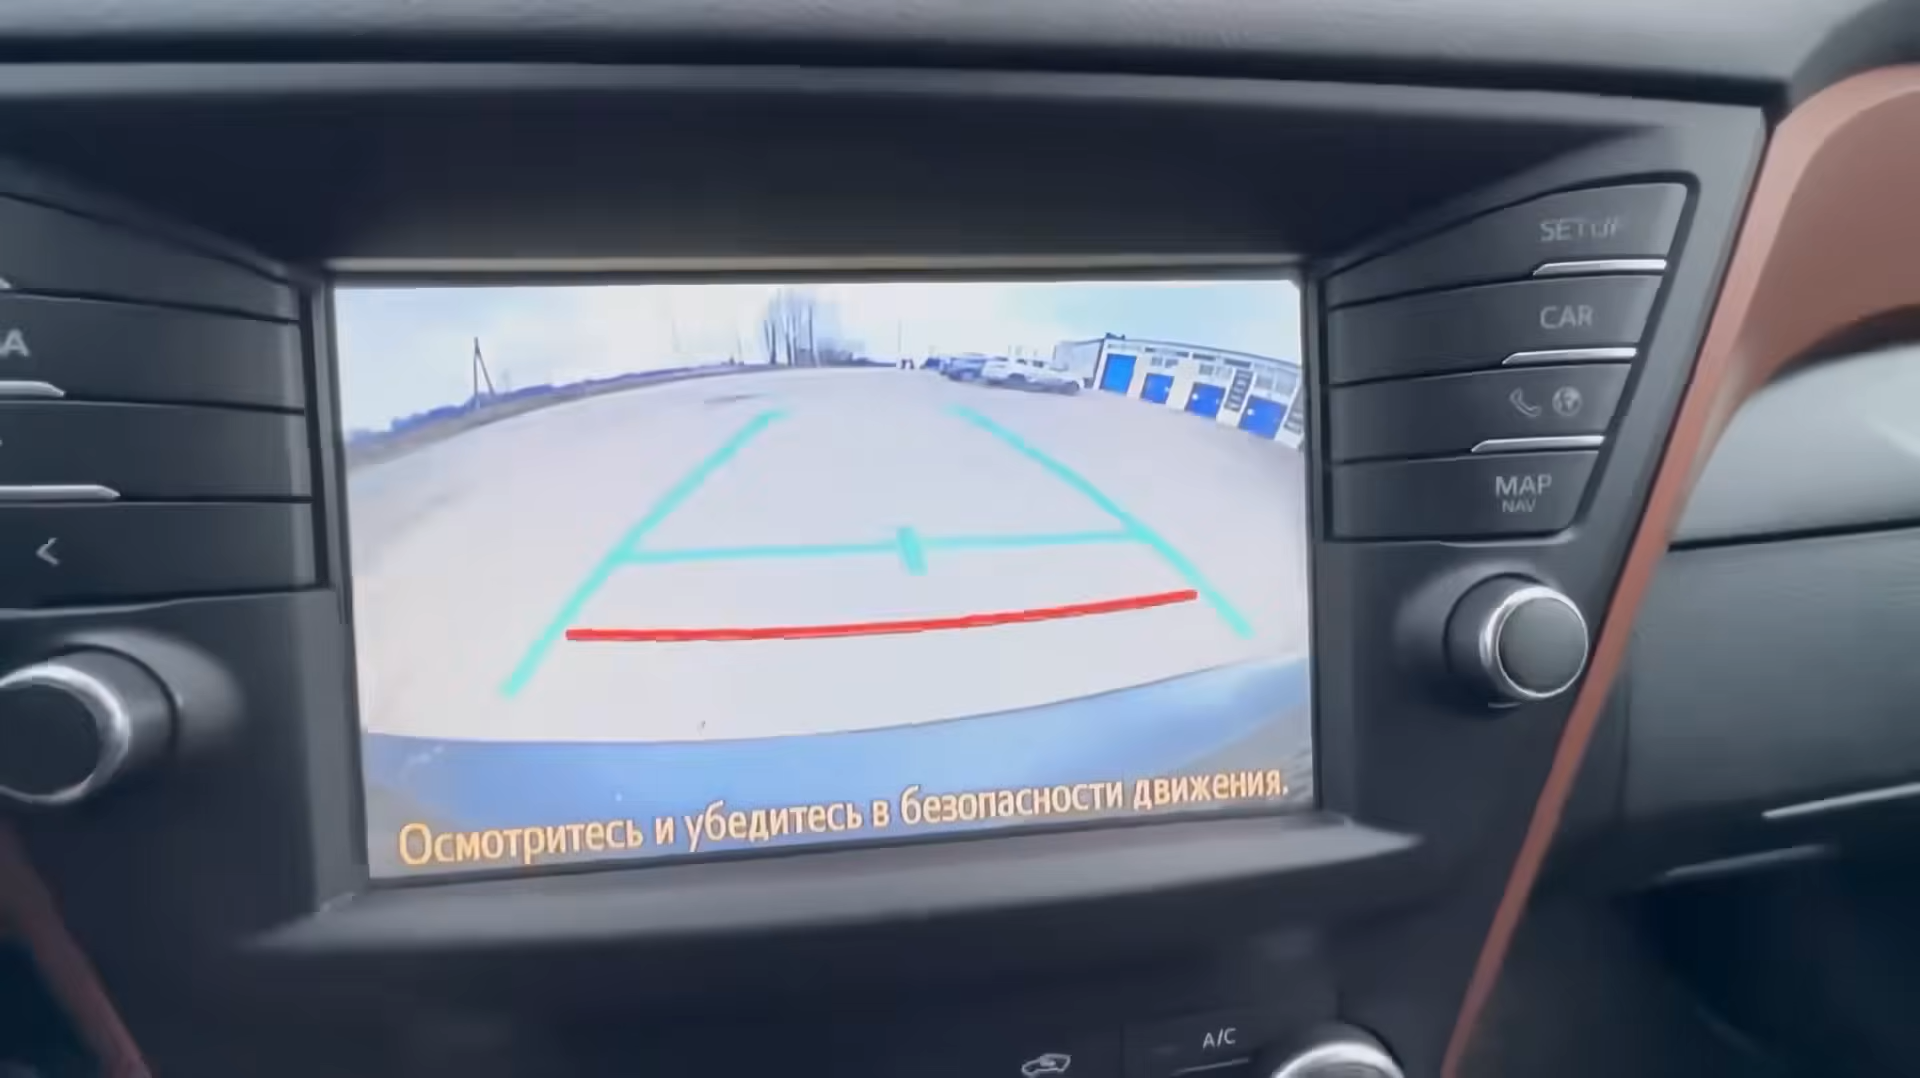 SETUP
CAR
MAP
NAV
Осмотритесь и убедитесь в безопасности движения.
A/C